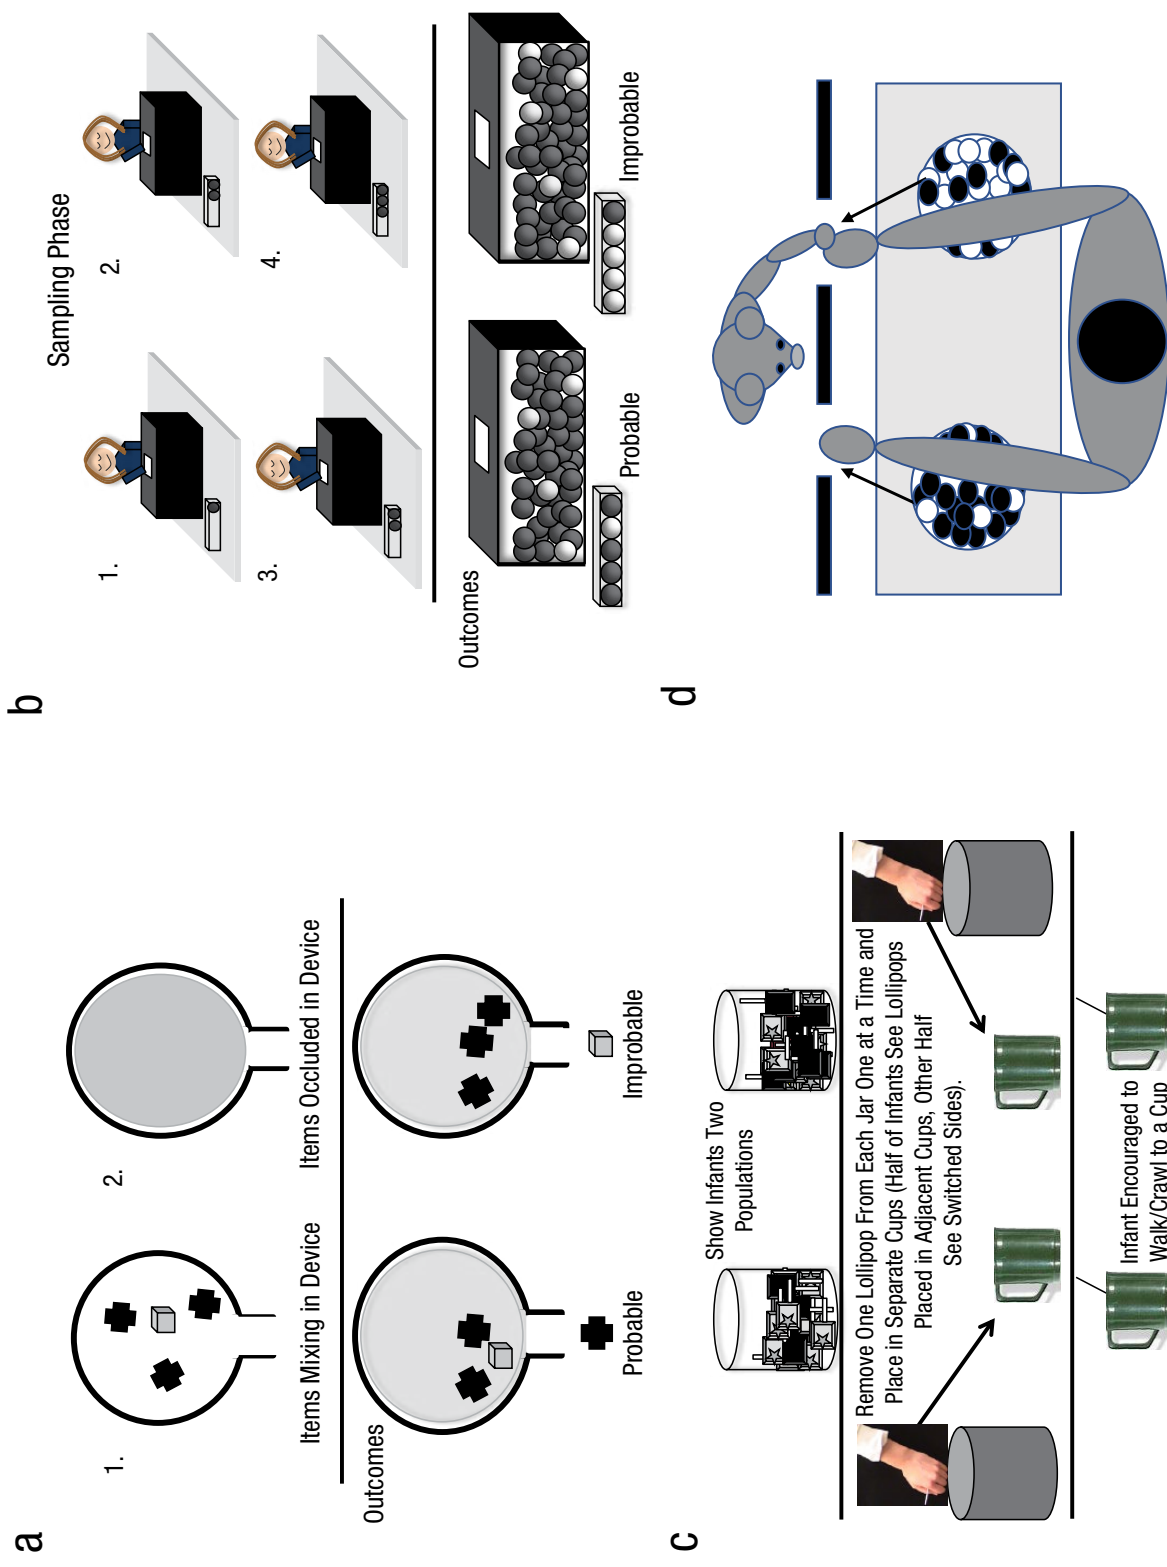 a
1.
2.
Items Mixing in Device
Items Occluded in Device
Outcomes
Probable
Improbable
b
Sampling Phase
1.
2.
3.
4.
Outcomes
Probable
Improbable
c
Show Infants Two
Populations
Remove One Lollipop From Each Jar One at a Time and
Place in Separate Cups (Half of Infants See Lollipops
Placed in Adjacent Cups, Other Half
See Switched Sides).
Infant Encouraged to
Walk/Crawl to a Cup
d